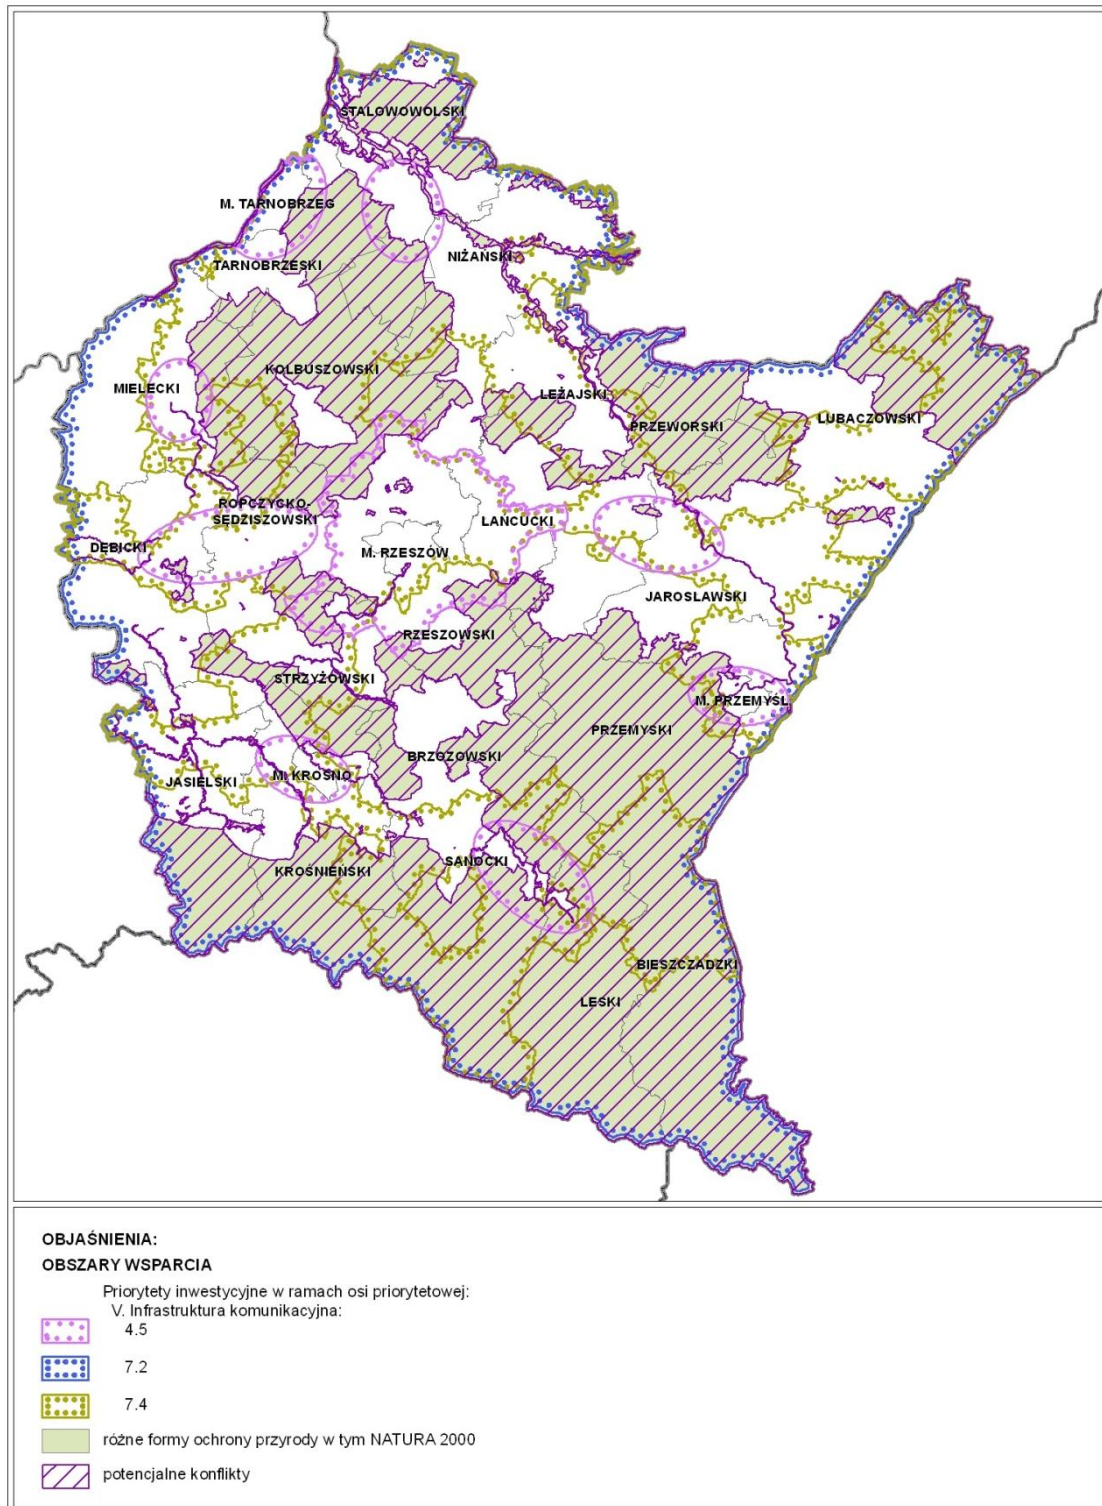 STALOWOWOLSKI
M. TARNOBRZEG
NIŻAŃSKI
TARNOBRZESKI
KOLBUSZOWSKI
MIELECKI
LEŻAJSKI
LUBACZOWSKI
PRZEWORSKI
ROPCZYCKO-
SĘDZISZOWSKI
ŁAŃCUCKI
DĘBICKI
M. RZESZÓW
JAROSŁAWSKI
RZESZOWSKI
STRZYŻOWSKI
M. PRZEMYŚL
PRZEMYSKI
BRZOZOWSKI
M. KROSNO
JASIELSKI
SANOCKI
KROŚNIEŃSKI
BIESZCZADZKI
LESKI
OBJAŚNIENIA:
OBSZARY WSPARCIA
Priorytety inwestycyjne w ramach osi priorytetowej:
V. Infrastruktura komunikacyjna:
4.5
7.2
7.4
różne formy ochrony przyrody w tym NATURA 2000
potencjalne konflikty